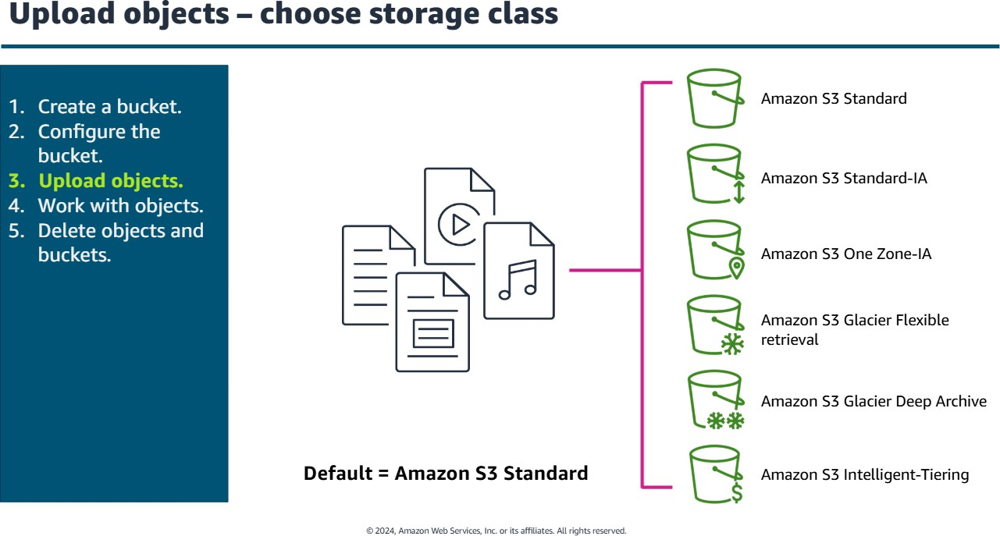 Upload objects – choose storage class
1. Create a bucket.
2. Configure the
bucket.
3. Upload objects.
4. Work with objects.
5. Delete objects and
buckets.
Default = Amazon S3 Standard
Amazon S3 Standard
Amazon S3 Standard-IA
Amazon S3 One Zone-IA
Amazon S3 Glacier Flexible
retrieval
Amazon S3 Glacier Deep Archive
Amazon S3 Intelligent-Tiering
$
© 2024, Amazon Web Services, Inc. or its affiliates. All rights reserved.